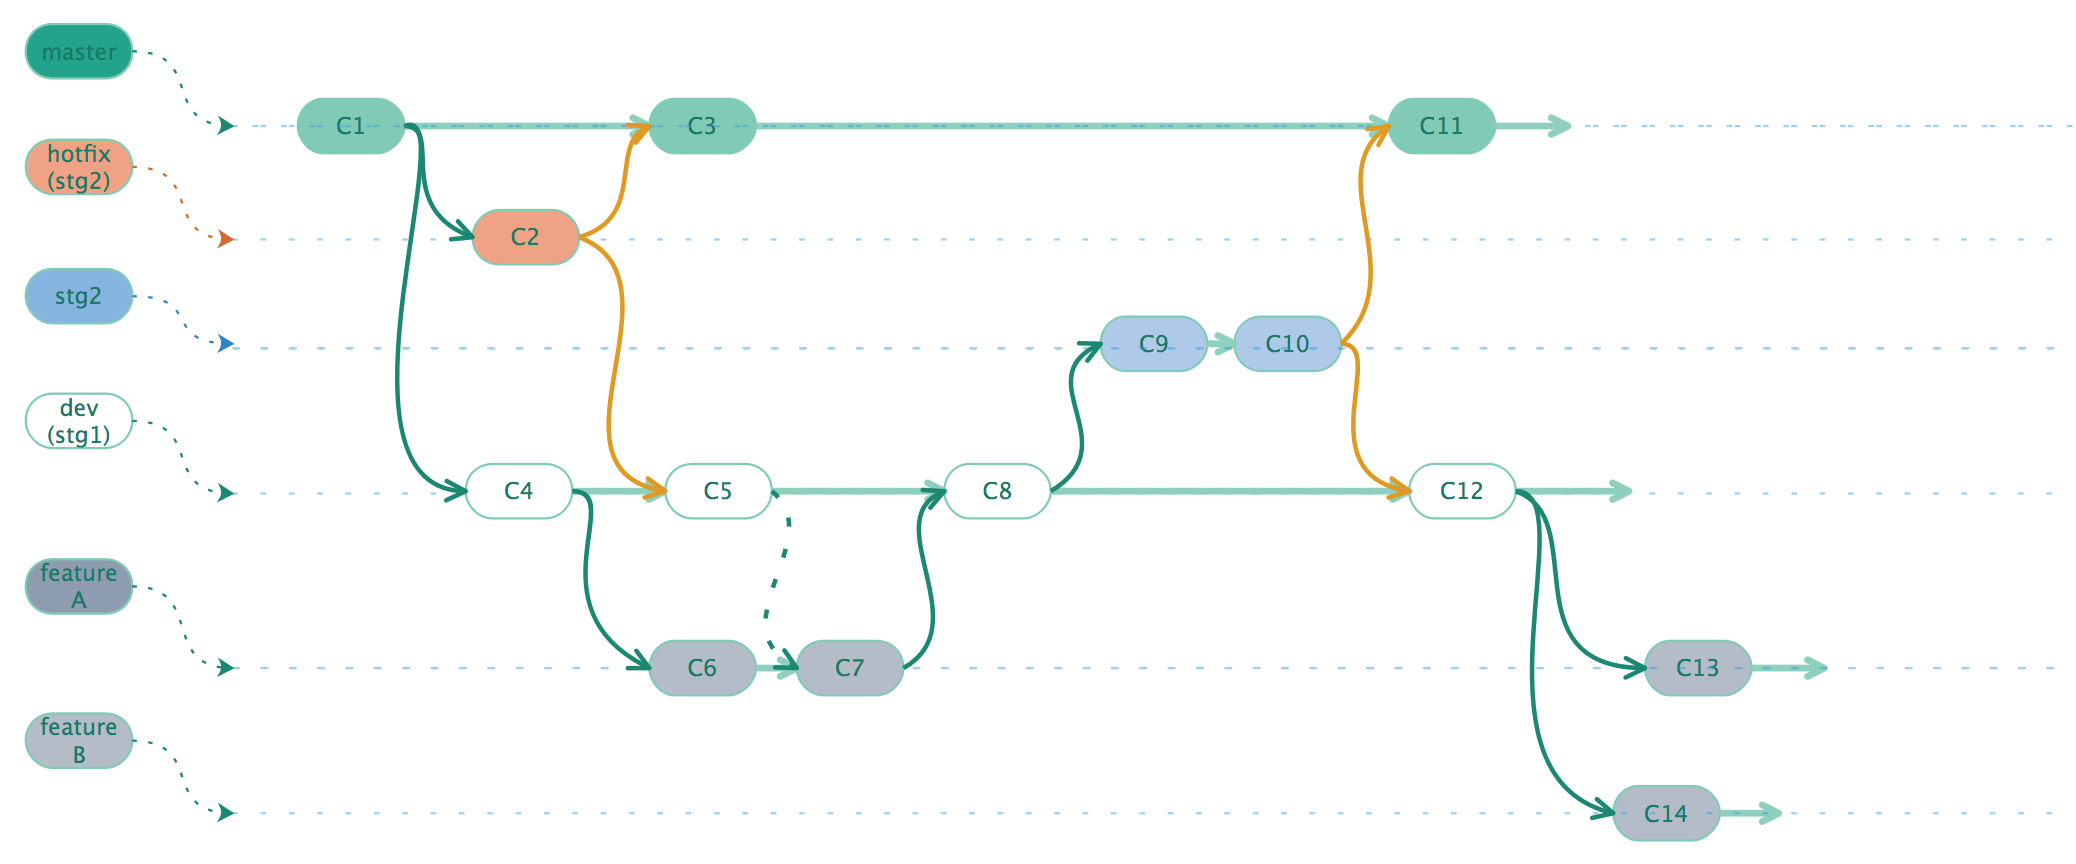 master
C1
C3
C11
hotfix
(stg2)
C2
stg2
C9
C10
dev
(stg1)
C4
C5
C8
C12
feature
A
C6
C7
C13
feature
B
C14